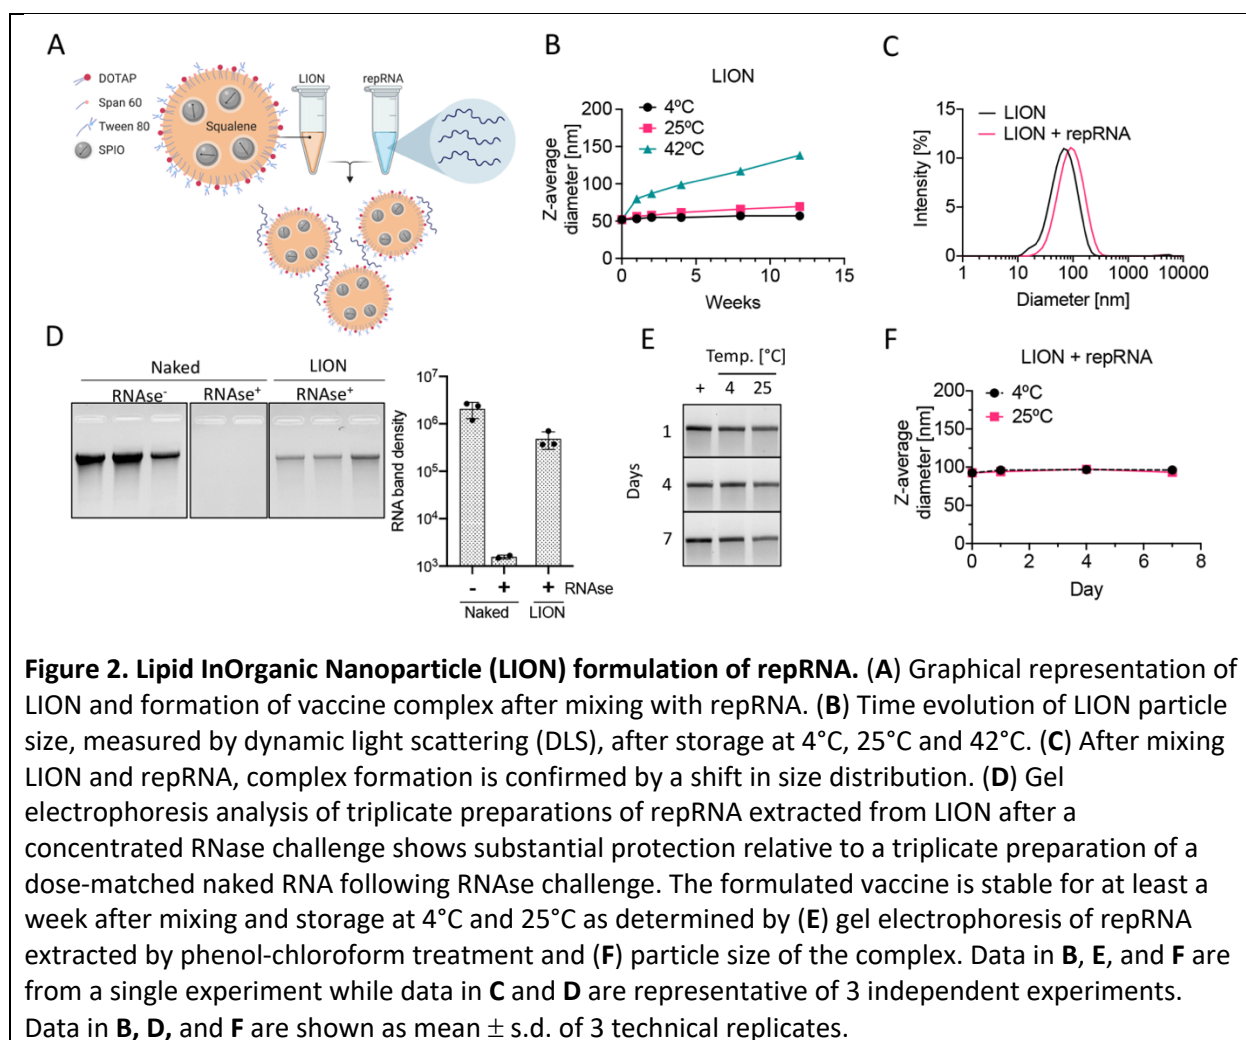 A
DOTAP
Span 60
Tween 80
SPIO
Squalene
LION
repRNA
B
LION
4ºC
25ºC
42ºC
200
150
100
50
0
Z-average
diameter [nm]
0 5 10 15
Weeks
C
LION
LION + repRNA
15
10
5
0
Intensity [%]
1 10 100 1000 10000
Diameter [nm]
D
Naked LION
RNAse- RNAse+ RNAse+
10⁷
10⁶
10⁵
10⁴
10³
RNA band density
- + + RNAse
Naked LION
E
Temp. [°C]
+ 4 25
1
4
7
Days
F
LION + repRNA
4ºC
25ºC
200
150
100
50
0
Z-average
diameter [nm]
0 2 4 6 8
Day
Figure 2. Lipid InOrganic Nanoparticle (LION) formulation of repRNA. (A) Graphical representation of
LION and formation of vaccine complex after mixing with repRNA. (B) Time evolution of LION particle
size, measured by dynamic light scattering (DLS), after storage at 4°C, 25°C and 42°C. (C) After mixing
LION and repRNA, complex formation is confirmed by a shift in size distribution. (D) Gel
electrophoresis analysis of triplicate preparations of repRNA extracted from LION after a
concentrated RNase challenge shows substantial protection relative to a triplicate preparation of a
dose-matched naked RNA following RNAse challenge. The formulated vaccine is stable for at least a
week after mixing and storage at 4°C and 25°C as determined by (E) gel electrophoresis of repRNA
extracted by phenol-chloroform treatment and (F) particle size of the complex. Data in B, E, and F are
from a single experiment while data in C and D are representative of 3 independent experiments.
Data in B, D, and F are shown as mean ± s.d. of 3 technical replicates.